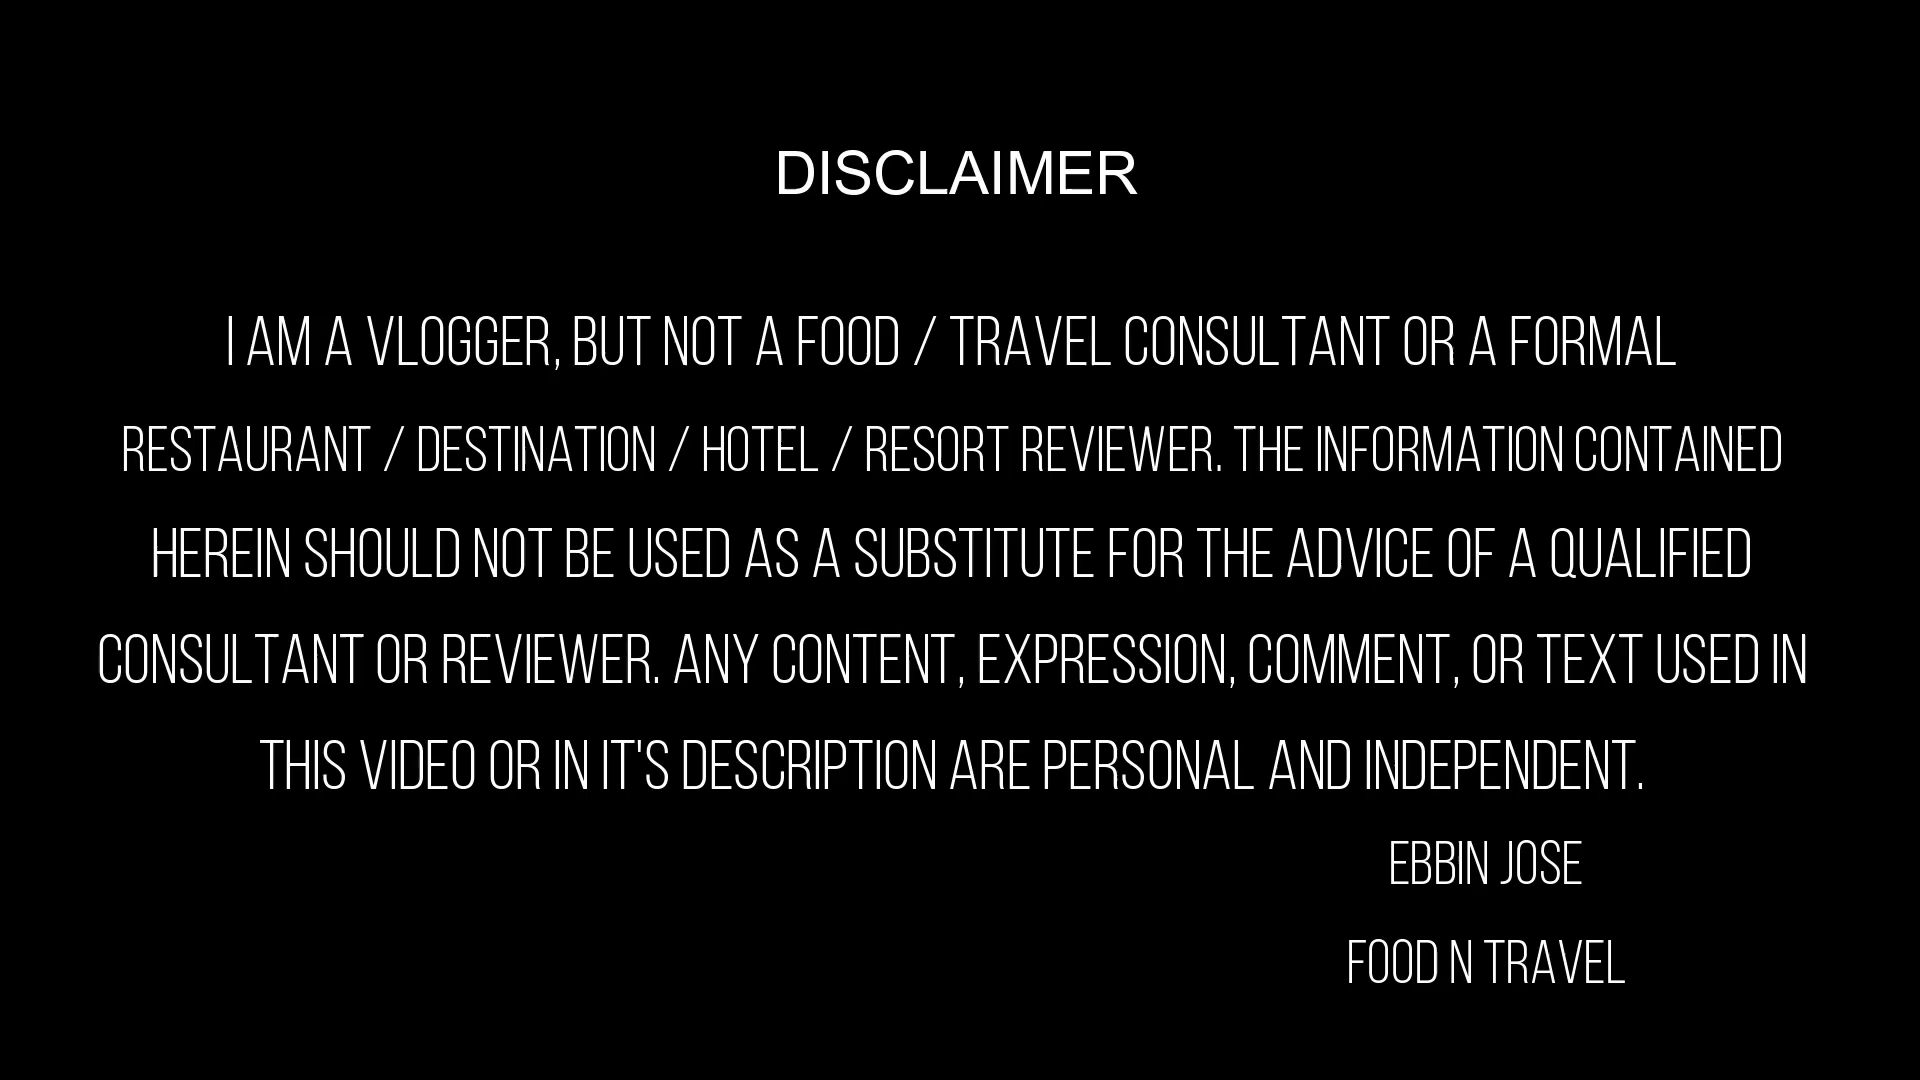 DISCLAIMER
I AM A VLOGGER, BUT NOT A FOOD / TRAVEL CONSULTANT OR A FORMAL
RESTAURANT / DESTINATION / HOTEL / RESORT REVIEWER. THE INFORMATION CONTAINED
HEREIN SHOULD NOT BE USED AS A SUBSTITUTE FOR THE ADVICE OF A QUALIFIED
CONSULTANT OR REVIEWER. ANY CONTENT, EXPRESSION, COMMENT, OR TEXT USED IN
THIS VIDEO OR IN IT'S DESCRIPTION ARE PERSONAL AND INDEPENDENT.
EBBIN JOSE
FOOD N TRAVEL